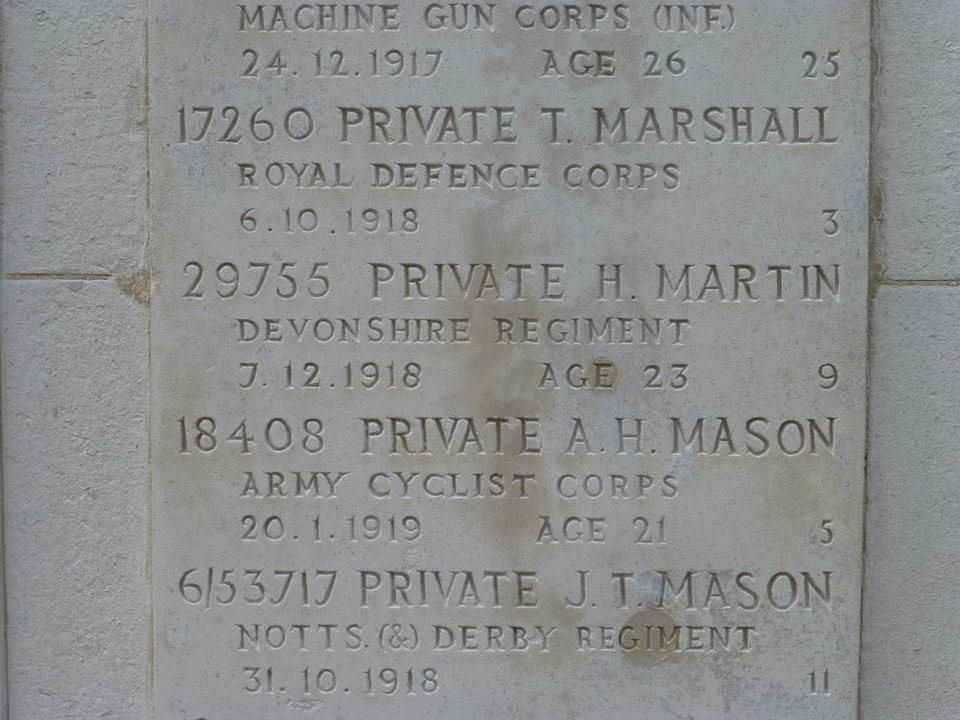 MACHINE GUN CORPS (INF.)
24.12.1917 AGE 26 25
17260 PRIVATE T. MARSHALL
ROYAL DEFENCE CORPS
6.10.1918 3
29755 PRIVATE H. MARTIN
DEVONSHIRE REGIMENT
7.12.1918 AGE 23 9
18408 PRIVATE A.H. MASON
ARMY CYCLIST CORPS
20.1.1919 AGE 21 5
6/53717 PRIVATE J.T. MASON
NOTTS.(&) DERBY REGIMENT
31.10.1918 11